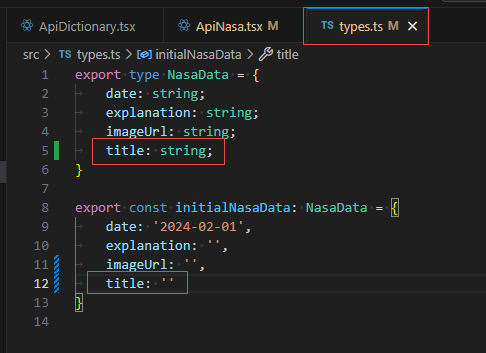 ApiDictionary.tsx ApiNasa.tsx M TS types.ts M
src > TS types.ts > initialNasaData > title
1 export type NasaData = {
2 date: string;
3 explanation: string;
4 imageUrl: string;
5 title: string;
6 }
7
8 export const initialNasaData: NasaData = {
9 date: '2024-02-01',
10 explanation: '',
11 imageUrl: '',
12 title: ''
13 }
14